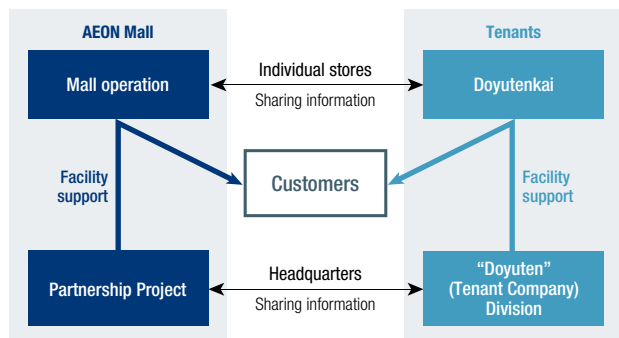 AEON Mall
Tenants
Mall operation
Individual stores
Sharing information
Doyutenkai
Facility
support
Customers
Facility
support
Partnership Project
Headquarters
Sharing information
“Doyuten”
(Tenant Company)
Division